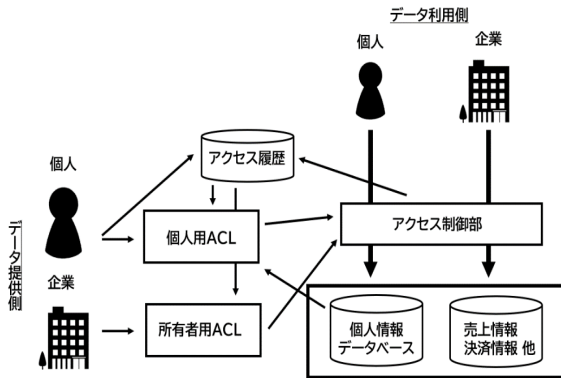 データ利用側
個人
企業
アクセス履歴
個人
データ提供側
個人用ACL
アクセス制御部
企業
所有者用ACL
個人情報
データベース
売上情報
決済情報 他